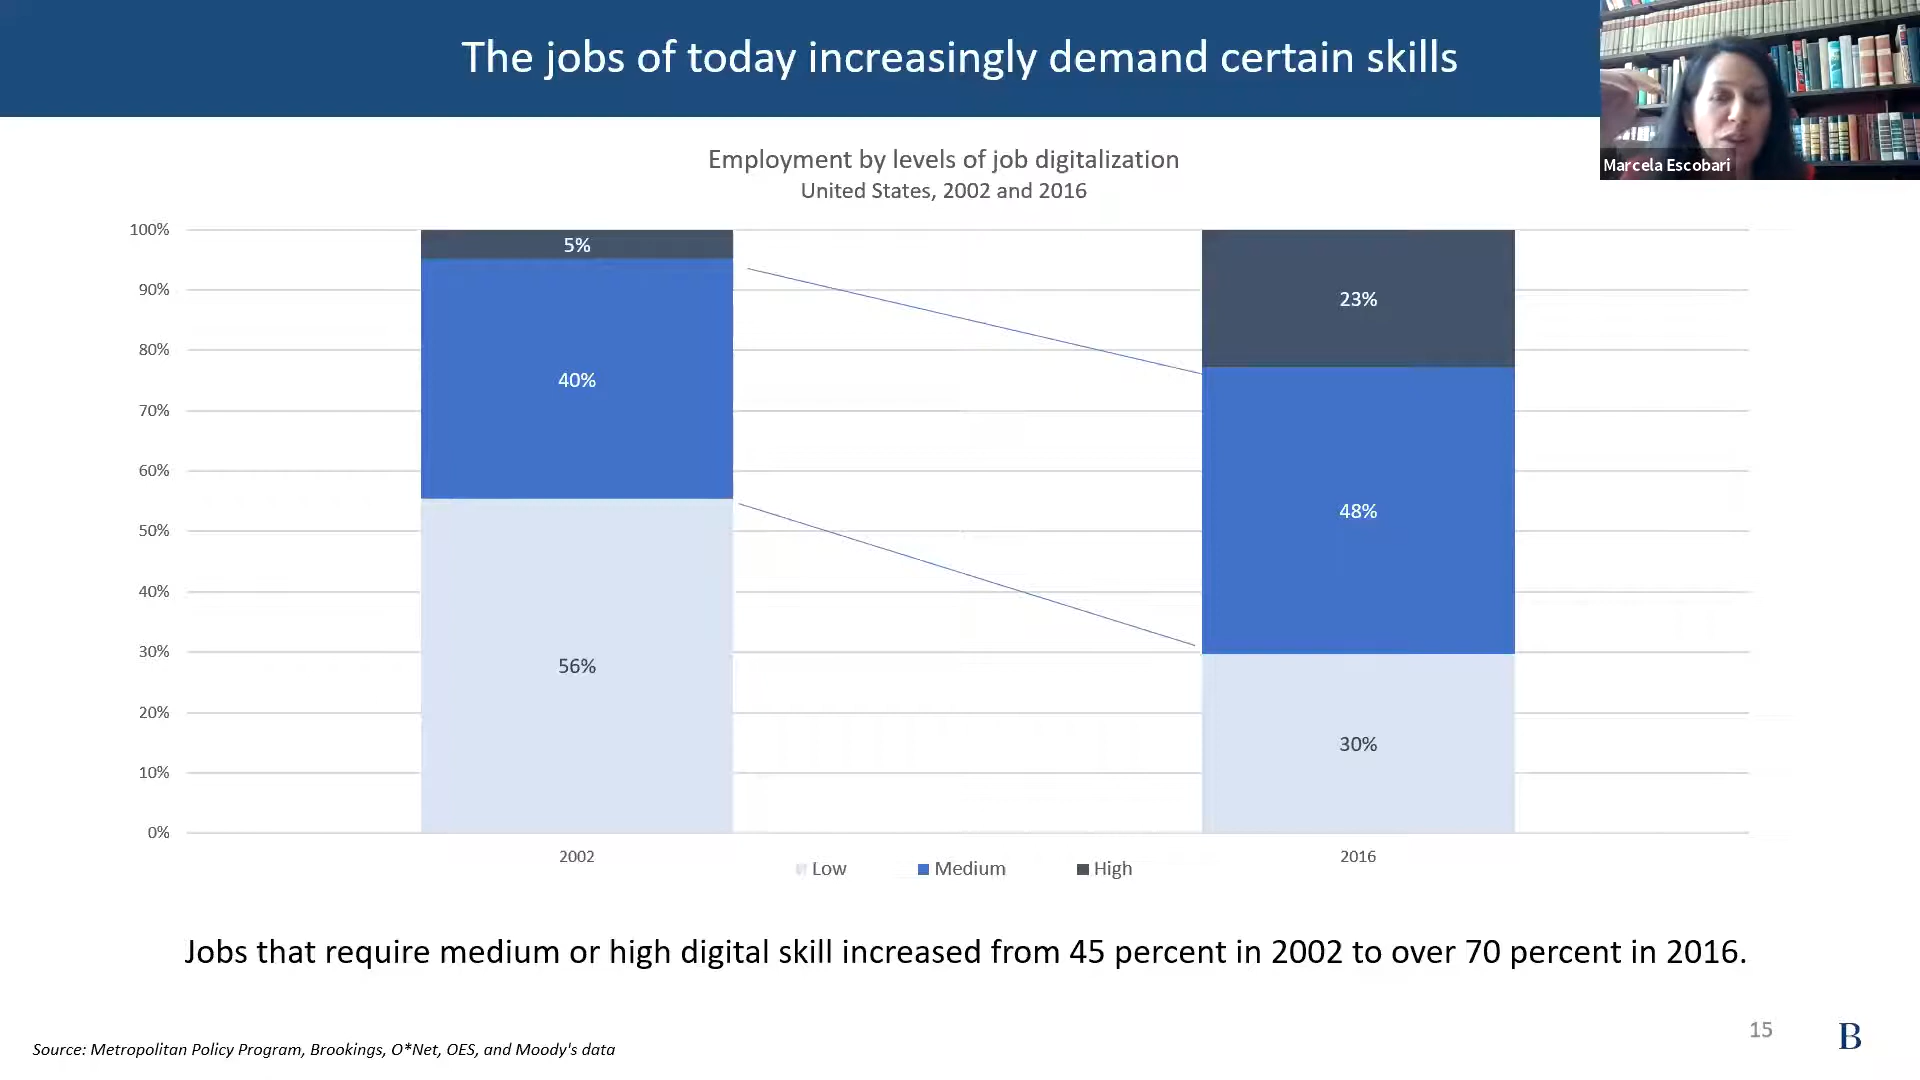 The jobs of today increasingly demand certain skills
Marcela Escobari
Employment by levels of job digitalization
United States, 2002 and 2016
100%
90%
80%
70%
60%
50%
40%
30%
20%
10%
0%
5%
40%
56%
23%
48%
30%
2002
2016
Low Medium High
Jobs that require medium or high digital skill increased from 45 percent in 2002 to over 70 percent in 2016.
15
B
Source: Metropolitan Policy Program, Brookings, O*Net, OES, and Moody's data